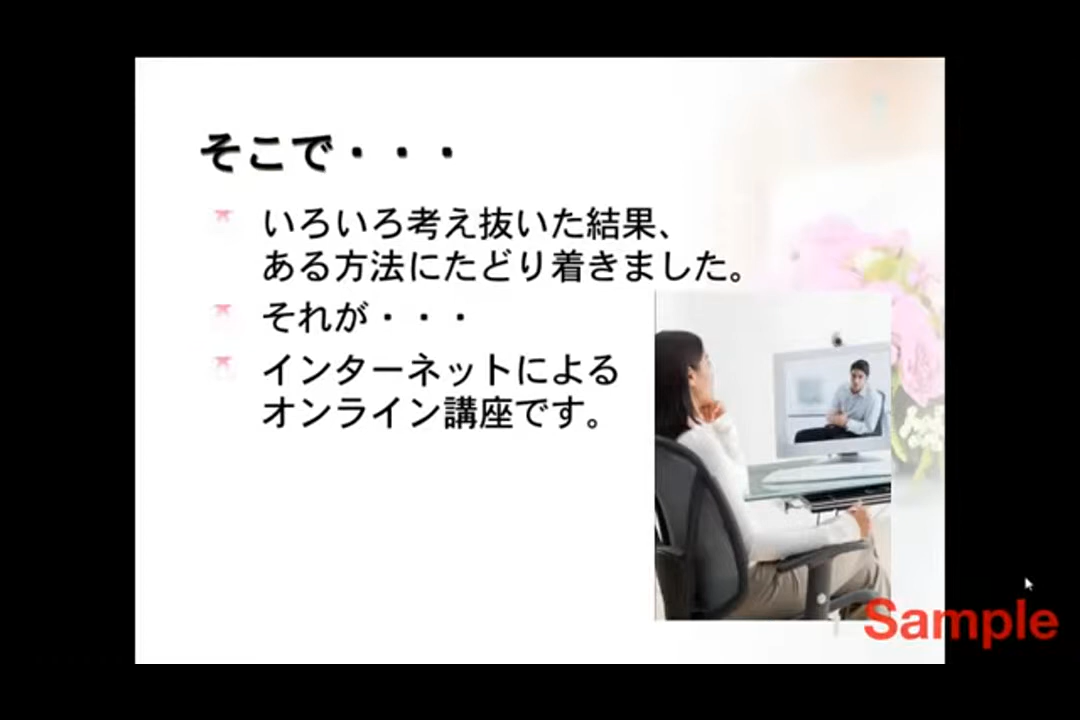 そこで・・・
いろいろ考え抜いた結果、
ある方法にたどり着きました。
それが・・・
インターネットによる
オンライン講座です。
Sample